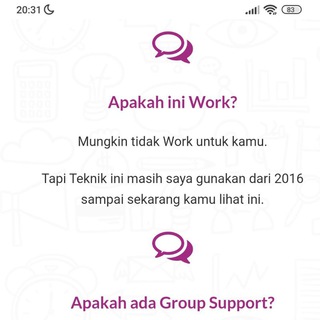 20:31
83
Apakah ini Work?
Mungkin tidak Work untuk kamu.
Tapi Teknik ini masih saya gunakan dari 2016
sampai sekarang kamu lihat ini.
Apakah ada Group Support?